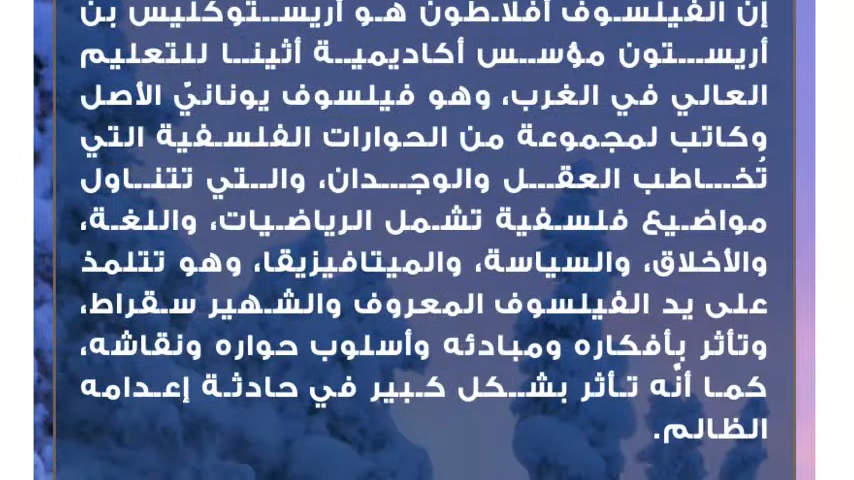 إن الفيلسوف أفلاطون هو أريستوكليس بن
أريستون مؤسس أكاديمية أثينا للتعليم
العالي في الغرب، وهو فيلسوف يونانيّ الأصل
وكاتب لمجموعة من الحوارات الفلسفية التي
تُخاطب العقل والوجدان، والتي تتناول
مواضيع فلسفية تشمل الرياضيات، واللغة،
والأخلاق، والسياسة، والميتافيزيقا، وهو تتلمذ
على يد الفيلسوف المعروف والشهير سقراط،
وتأثر بأفكاره ومبادئه وأسلوب حواره ونقاشه،
كما أنّه تأثر بشكل كبير في حادثة إعدامه
الظالم.